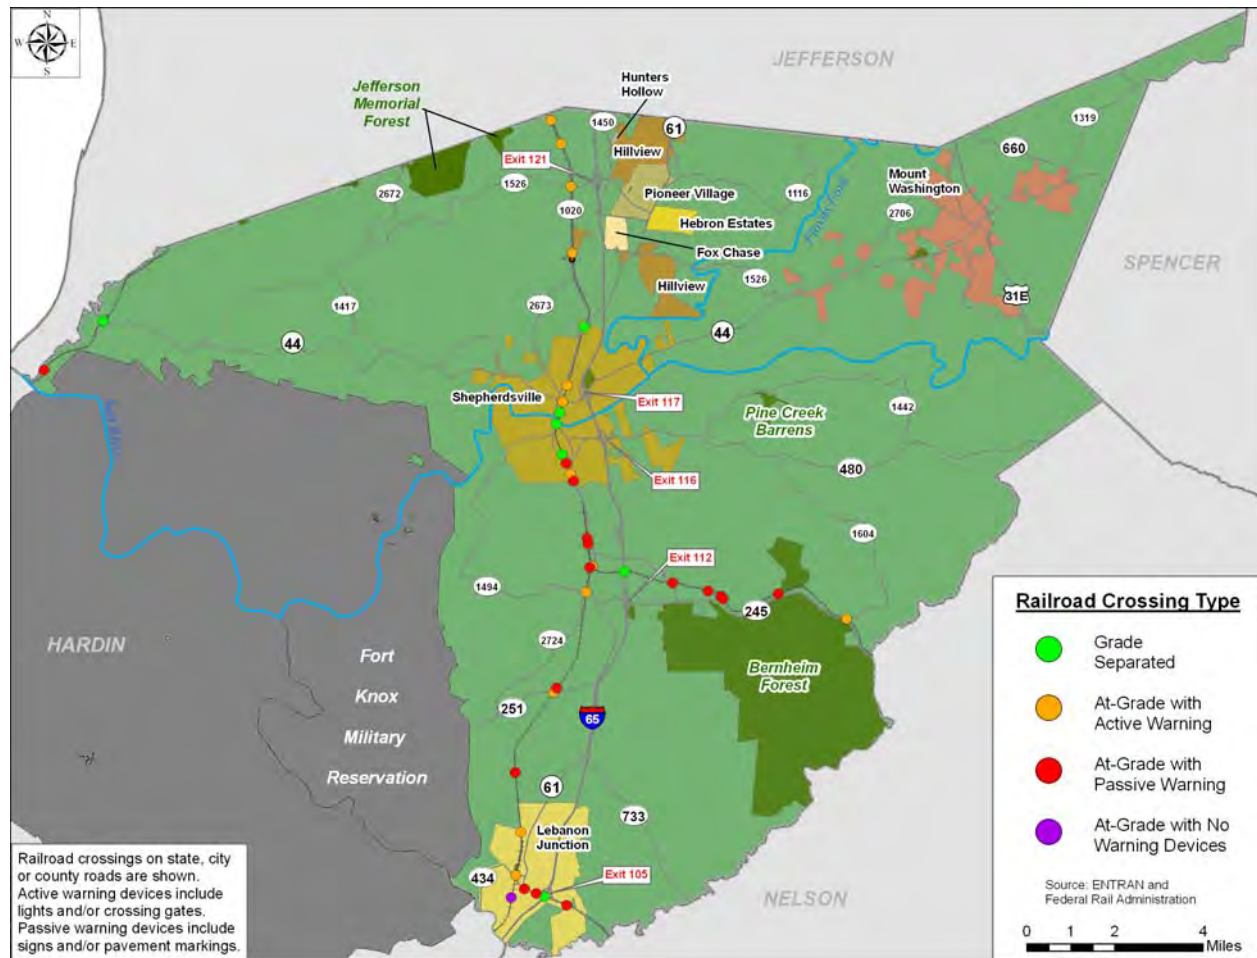 N
W E
S
JEFFERSON
Hunters
Hollow
Jefferson
Memorial
Forest
1450
61
1319
Exit 121
Hillview
660
Mount
Washington
2672
1526
Pioneer Village
1116
1020
2706
Hebron Estates
Fox Chase
SPENCER
1526
Hillview
31E
1417
2673
44
44
Shepherdsville
Exit 117
1442
Pine Creek
Barrens
480
Exit 116
1604
Exit 112
1494
245
HARDIN
2724
Fort
Knox
Military
Reservation
Bernheim
Forest
251
65
61
733
Lebanon
Junction
434
Exit 105
NELSON
Railroad crossings on state, city
or county roads are shown.
Active warning devices include
lights and/or crossing gates.
Passive warning devices include
signs and/or pavement markings.
Railroad Crossing Type
Grade
Separated
At-Grade with
Active Warning
At-Grade with
Passive Warning
At-Grade with No
Warning Devices
Source: ENTRAN and
Federal Rail Administration
0 1 2 4
Miles